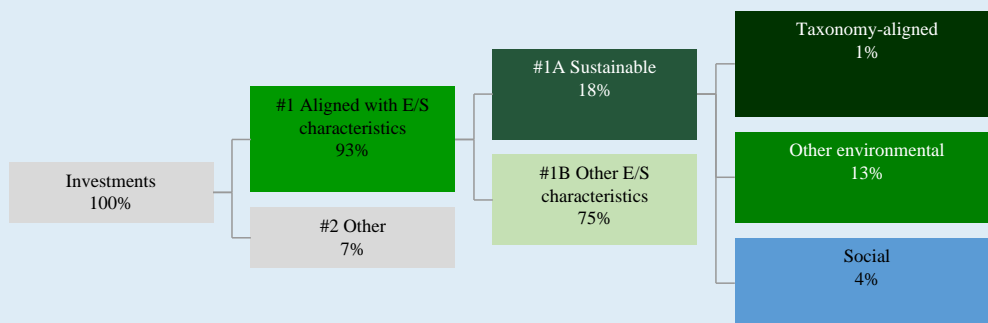 Investments
100%
#1 Aligned with E/S
characteristics
93%
#2 Other
7%
#1A Sustainable
18%
#1B Other E/S
characteristics
75%
Taxonomy-aligned
1%
Other environmental
13%
Social
4%